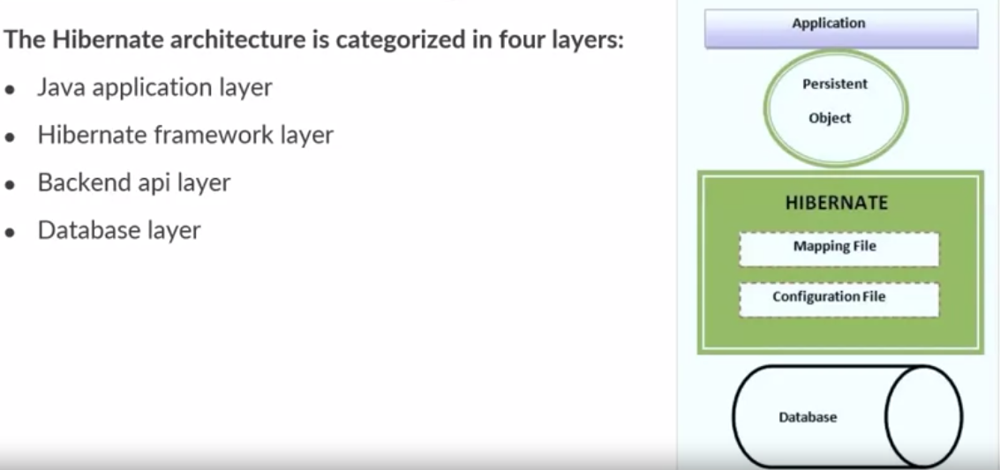 The Hibernate architecture is categorized in four layers:
• Java application layer
• Hibernate framework layer
• Backend api layer
• Database layer
Application
Persistent
Object
HIBERNATE
Mapping File
Configuration File
Database